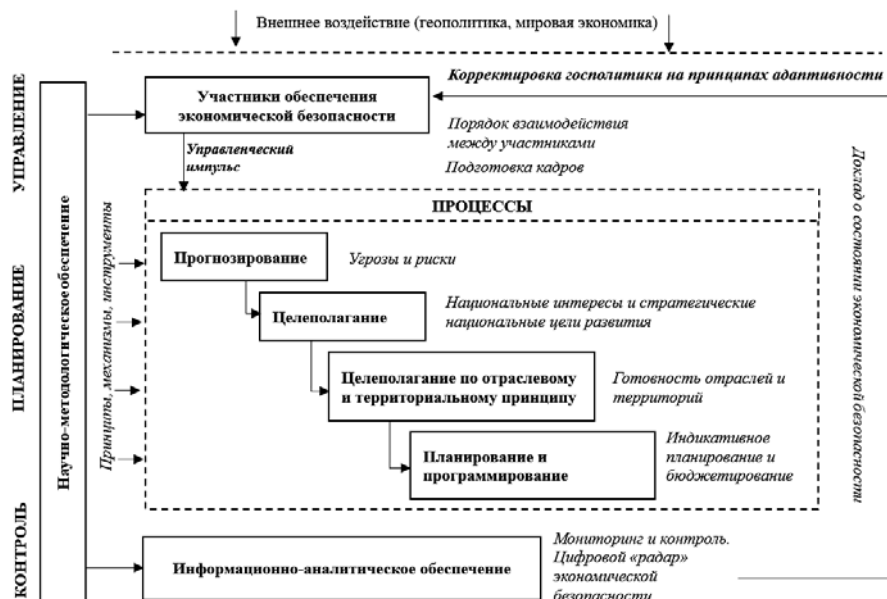 Внешнее воздействие (геополитика, мировая экономика)
УПРАВЛЕНИЕ
ПЛАНИРОВАНИЕ
КОНТРОЛЬ
Научно-методологическое обеспечение
Участники обеспечения
экономической безопасности
Корректировка госполитики на принципах адаптивности
Порядок взаимодействия
между участниками
Подготовка кадров
Управленческий
импульс
Принципы, механизмы, инструменты
ПРОЦЕССЫ
Прогнозирование
Угрозы и риски
Целеполагание
Национальные интересы и стратегические
национальные цели развития
Целеполагание по отраслевому
и территориальному принципу
Готовность отраслей и
территорий
Планирование и
программирование
Индикативное
планирование и
бюджетирование
Доклад о состоянии экономической безопасности
Информационно-аналитическое обеспечение
Мониторинг и контроль.
Цифровой «радар»
экономической
безопасности